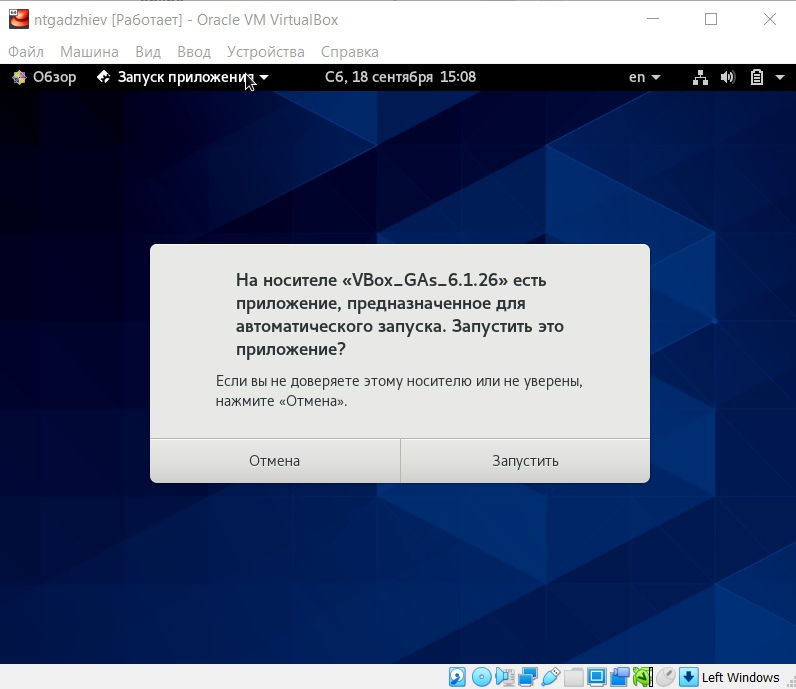 ntgadzhiev [Работает] - Oracle VM VirtualBox
Файл Машина Вид Ввод Устройства Справка
Обзор Запуск приложения Сб, 18 сентября 15:08 en
На носителе «VBox_GAs_6.1.26» есть
приложение, предназначенное для
автоматического запуска. Запустить это
приложение?
Если вы не доверяете этому носителю или не уверены,
нажмите «Отмена».
Отмена Запустить
Left Windows